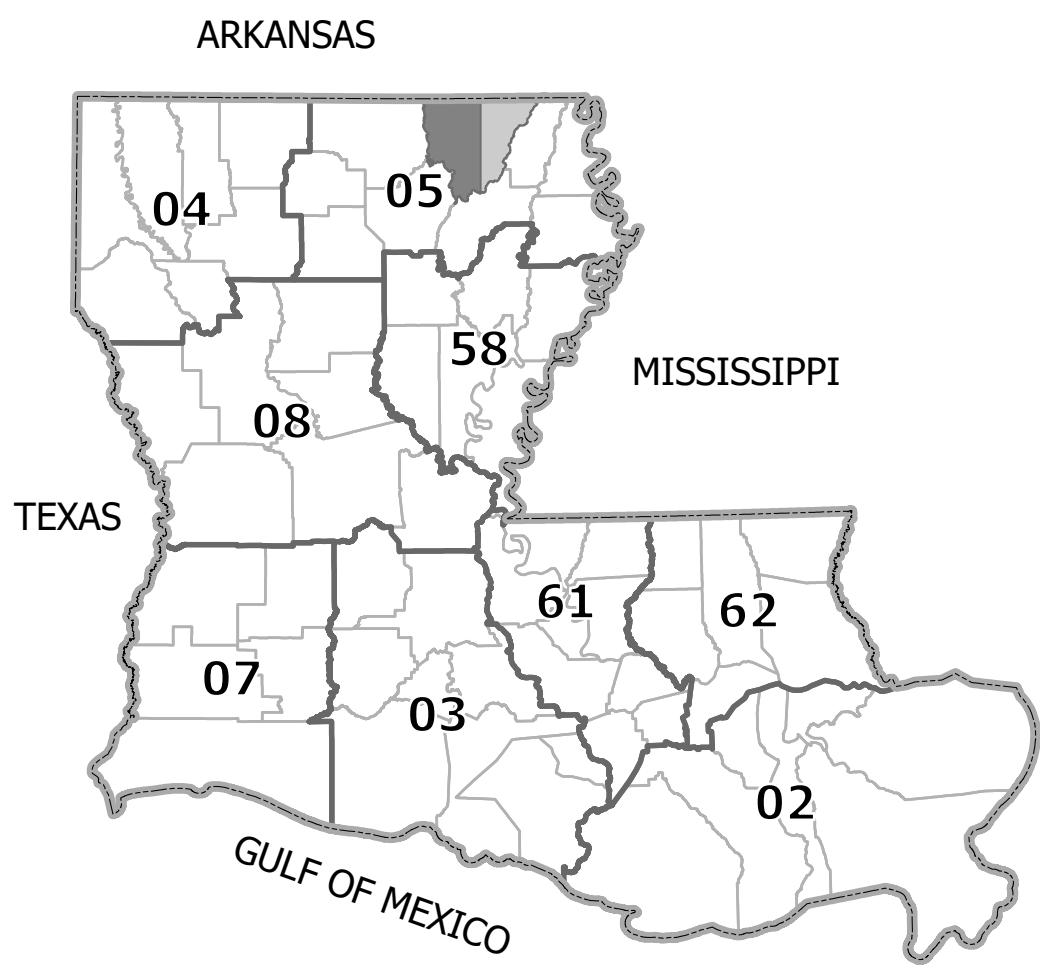 ARKANSAS
04
05
58
MISSISSIPPI
08
TEXAS
61
62
07
03
02
GULF OF MEXICO